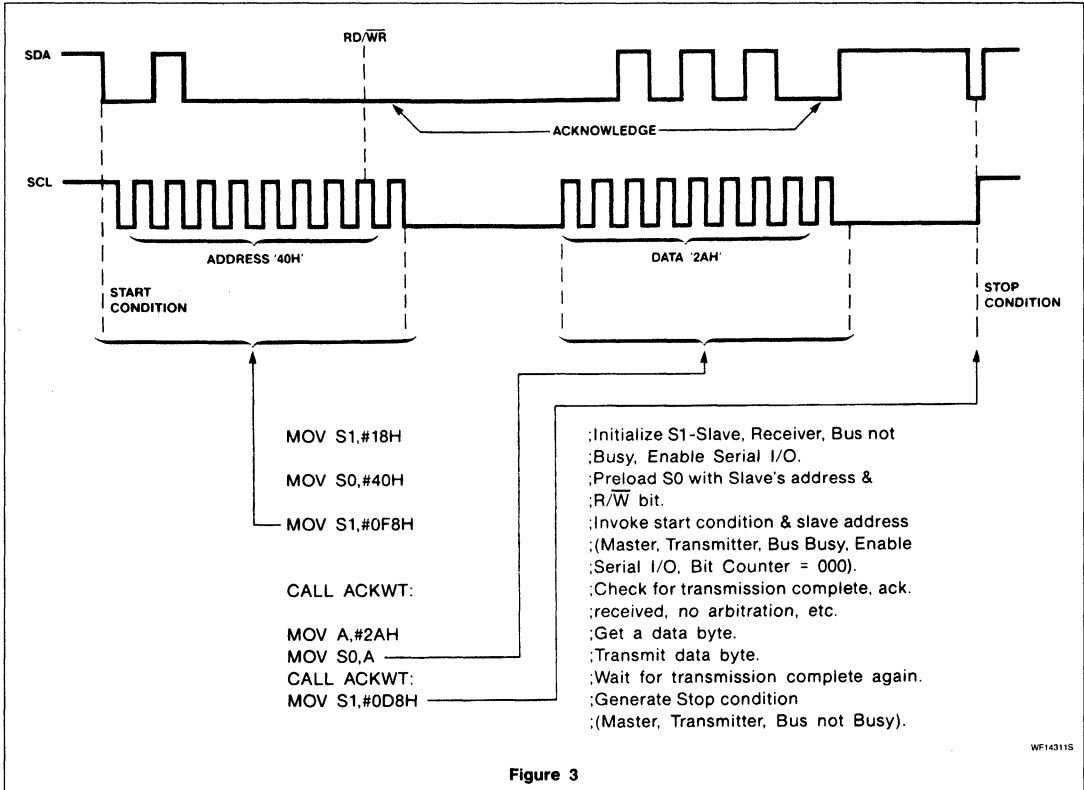 RD/WR
SDA
ACKNOWLEDGE
SCL
ADDRESS '40H'
DATA '2AH'
START
CONDITION
STOP
CONDITION
MOV S1,#18H
;Initialize S1-Slave, Receiver, Bus not
;Busy, Enable Serial I/O.
MOV S0,#40H
;Preload S0 with Slave's address &
;R/W bit.
MOV S1,#0F8H
;Invoke start condition & slave address
;(Master, Transmitter, Bus Busy, Enable
;Serial I/O, Bit Counter = 000).
CALL ACKWT:
;Check for transmission complete, ack.
;received, no arbitration, etc.
MOV A,#2AH
;Get a data byte.
MOV S0,A
;Transmit data byte.
CALL ACKWT:
;Wait for transmission complete again.
MOV S1,#0D8H
;Generate Stop condition
;(Master, Transmitter, Bus not Busy).
WF14311S
Figure 3